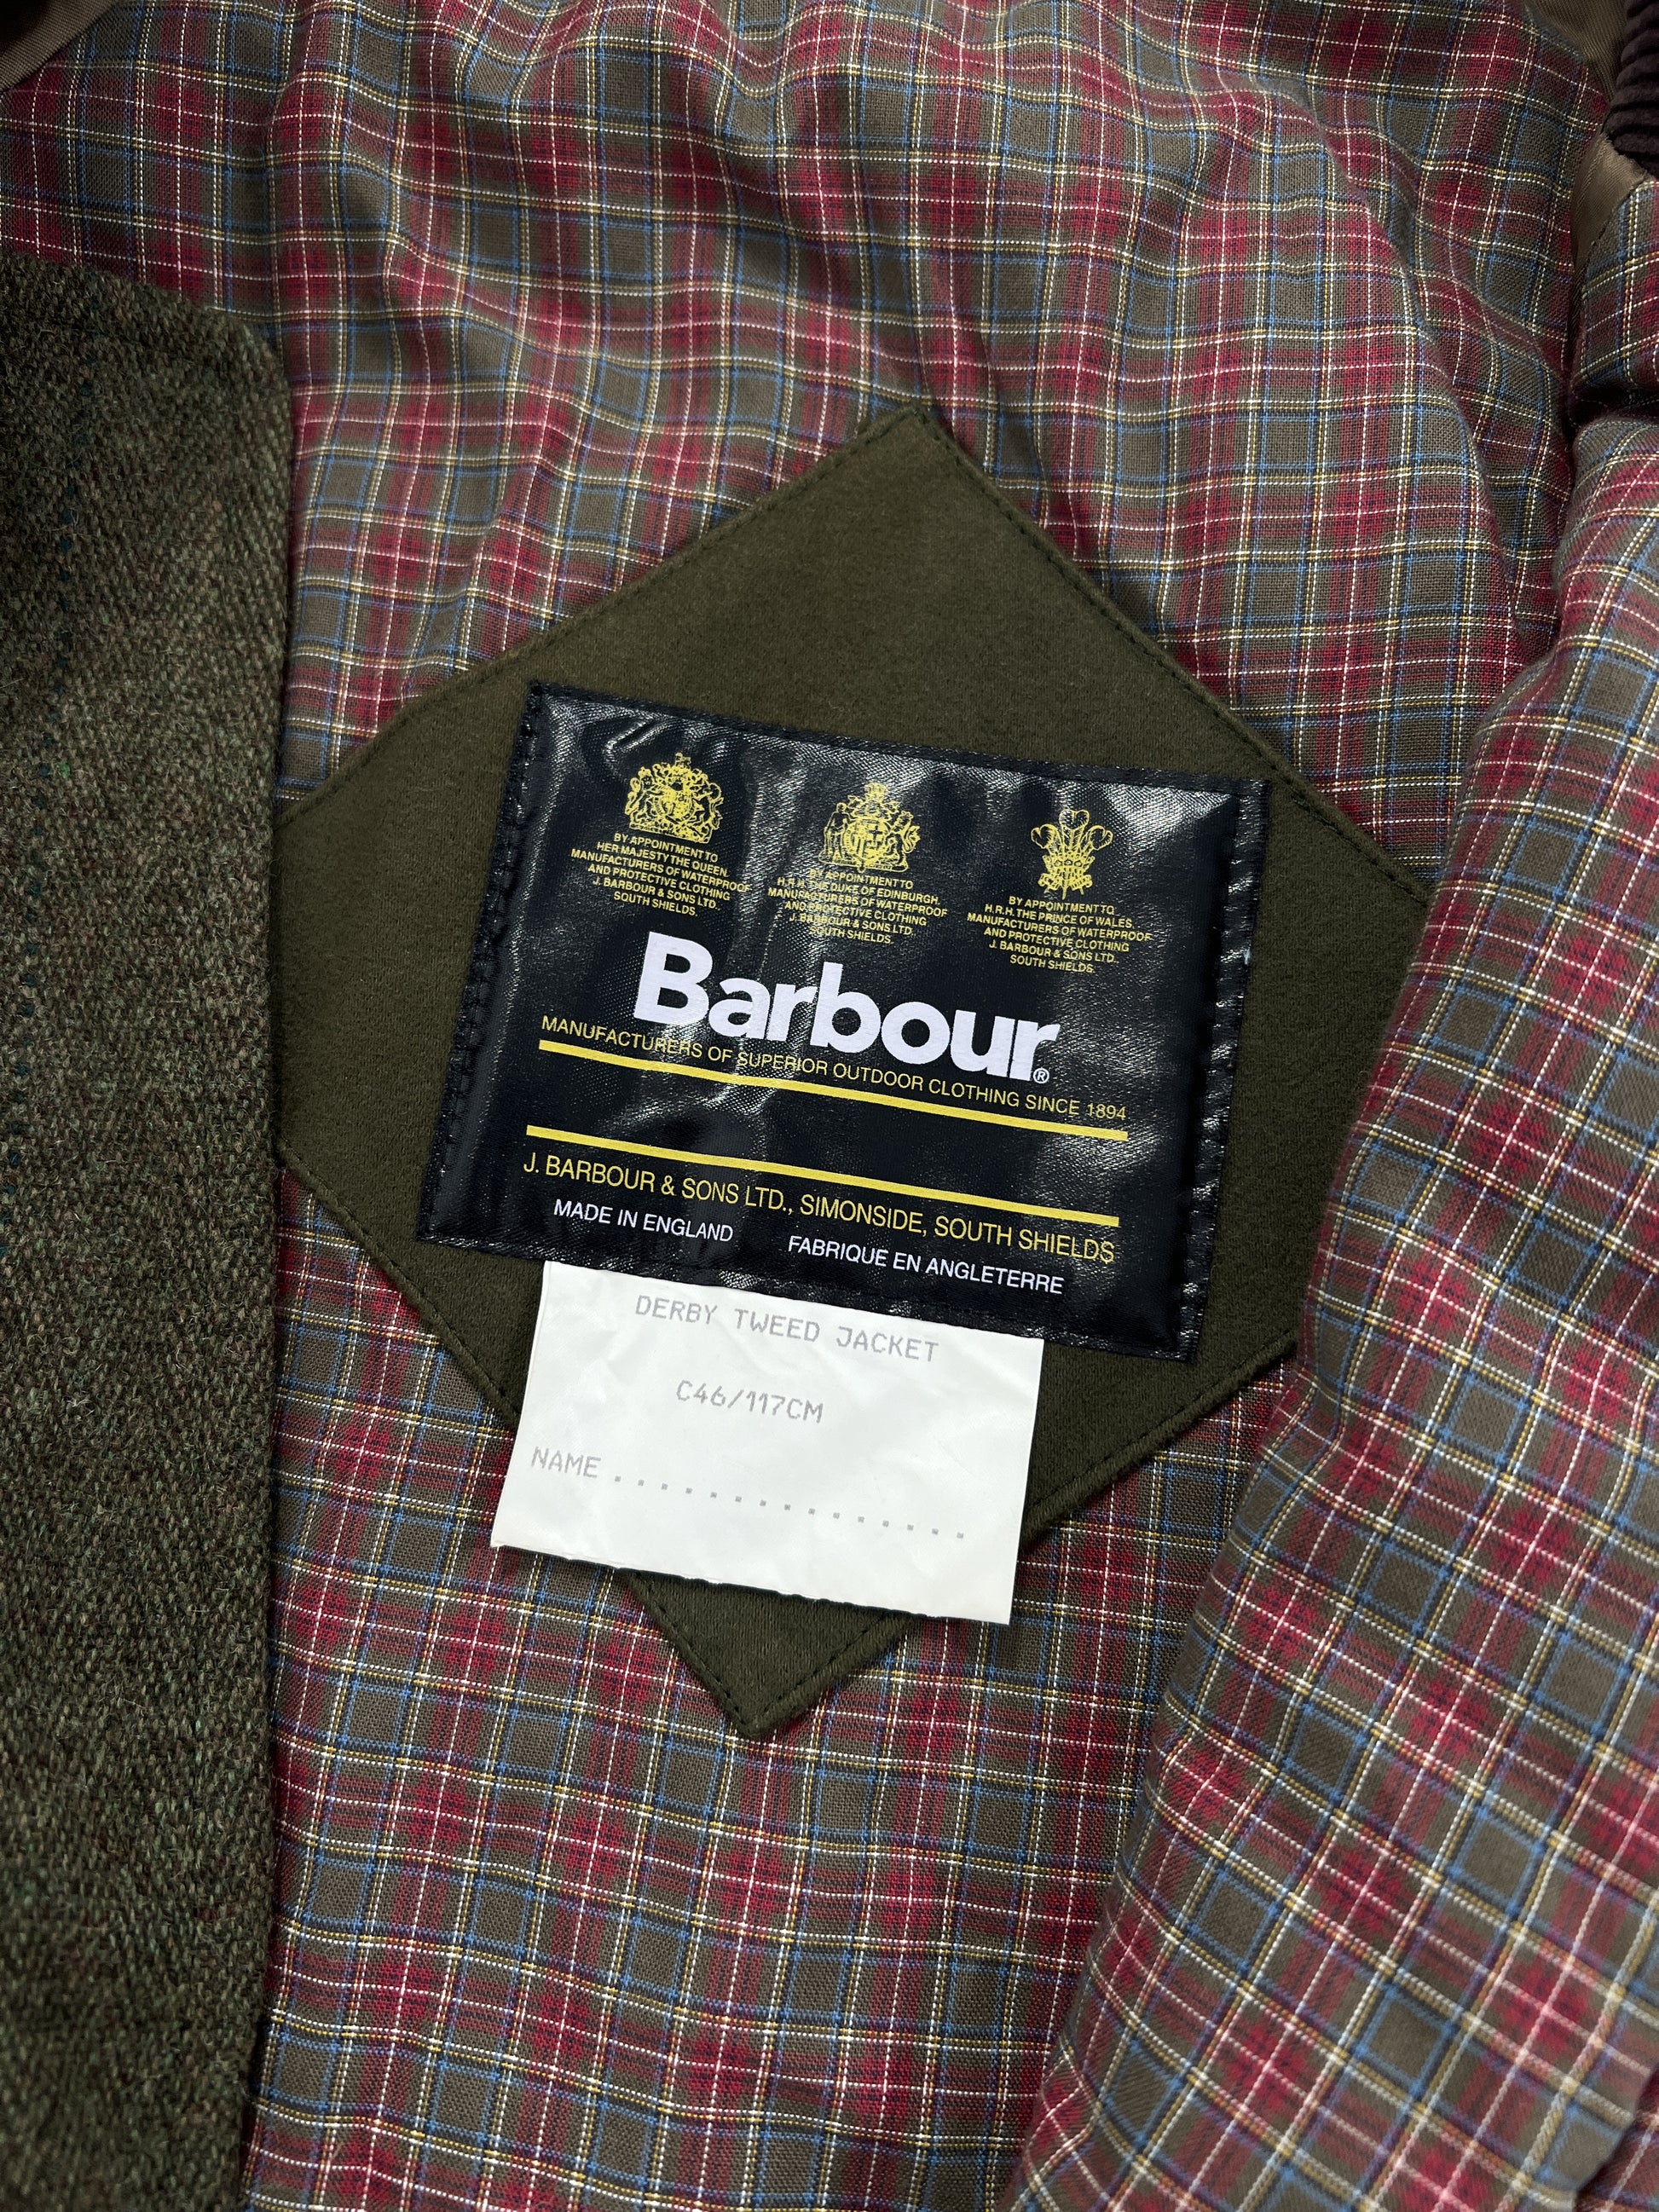 BY APPOINTMENT TO
HER MAJESTY THE QUEEN.
MANUFACTURERS OF WATERPROOF
AND PROTECTIVE CLOTHING
J. BARBOUR & SONS LTD.,
SOUTH SHIELDS.
BY APPOINTMENT TO
H.R.H. THE DUKE OF EDINBURGH.
MANUFACTURERS OF WATERPROOF
AND PROTECTIVE CLOTHING
J. BARBOUR & SONS LTD.
SOUTH SHIELDS.
BY APPOINTMENT TO
H.R.H. THE PRINCE OF WALES.
MANUFACTURERS OF WATERPROOF
AND PROTECTIVE CLOTHING
J. BARBOUR & SONS LTD.,
SOUTH SHIELDS.
Barbour®
MANUFACTURERS OF SUPERIOR OUTDOOR CLOTHING SINCE 1894
J. BARBOUR & SONS LTD., SIMONSIDE, SOUTH SHIELDS
MADE IN ENGLAND FABRIQUE EN ANGLETERRE
DERBY TWEED JACKET
C46/117CM
NAME ...............